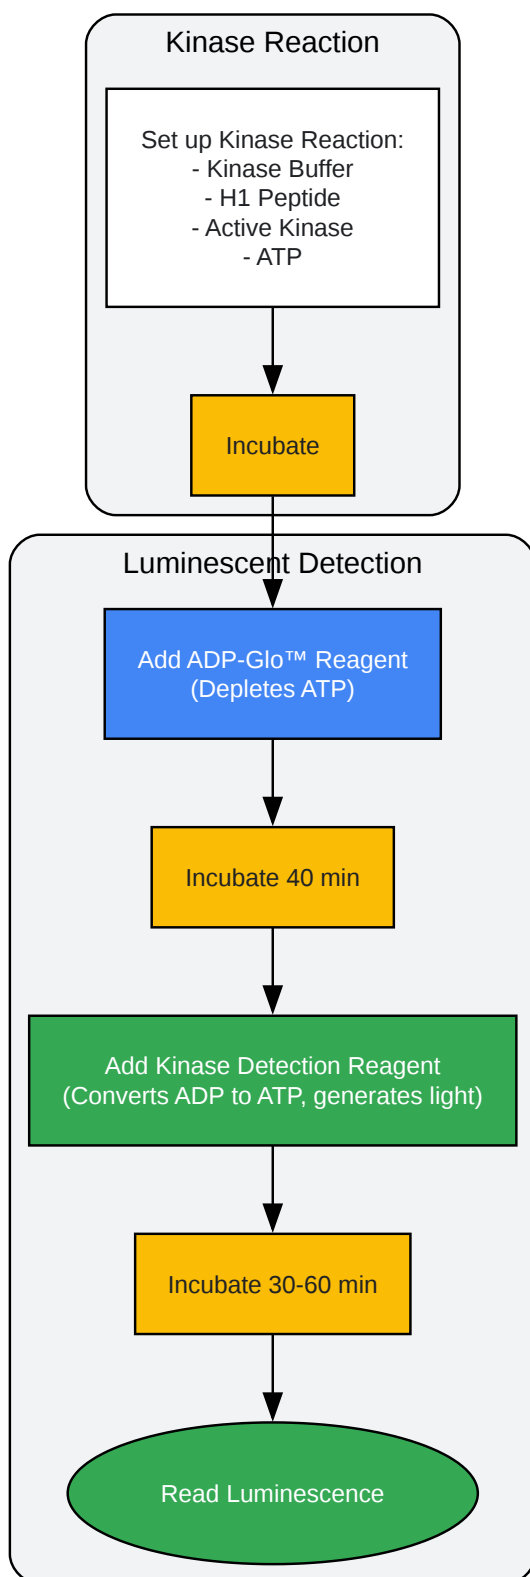 Kinase Reaction
Set up Kinase Reaction:
- Kinase Buffer
- H1 Peptide
- Active Kinase
- ATP
Incubate
Luminescent Detection
Add ADP-Glo™ Reagent
(Depletes ATP)
Incubate 40 min
Add Kinase Detection Reagent
(Converts ADP to ATP, generates light)
Incubate 30-60 min
Read Luminescence